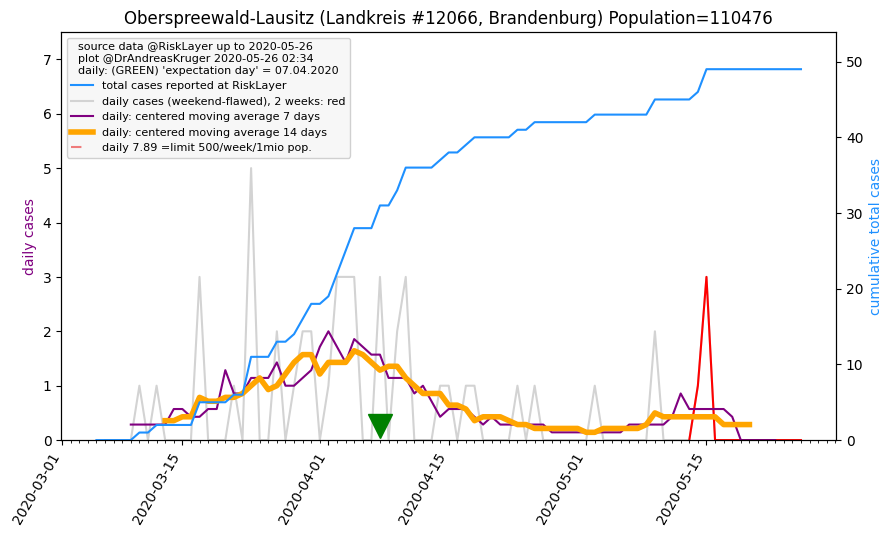 Oberspreewald-Lausitz (Landkreis #12066, Brandenburg) Population=110476
source data @RiskLayer up to 2020-05-26
plot @DrAndreasKruger 2020-05-26 02:34
daily: (GREEN) 'expectation day' = 07.04.2020
total cases reported at RiskLayer
daily cases (weekend-flawed), 2 weeks: red
daily: centered moving average 7 days
daily: centered moving average 14 days
daily 7.89 =limit 500/week/1mio pop.
daily cases
7
6
5
4
3
2
1
0
50
40
30
20
10
0
cumulative total cases
2020-03-01
2020-03-15
2020-04-01
2020-04-15
2020-05-01
2020-05-15